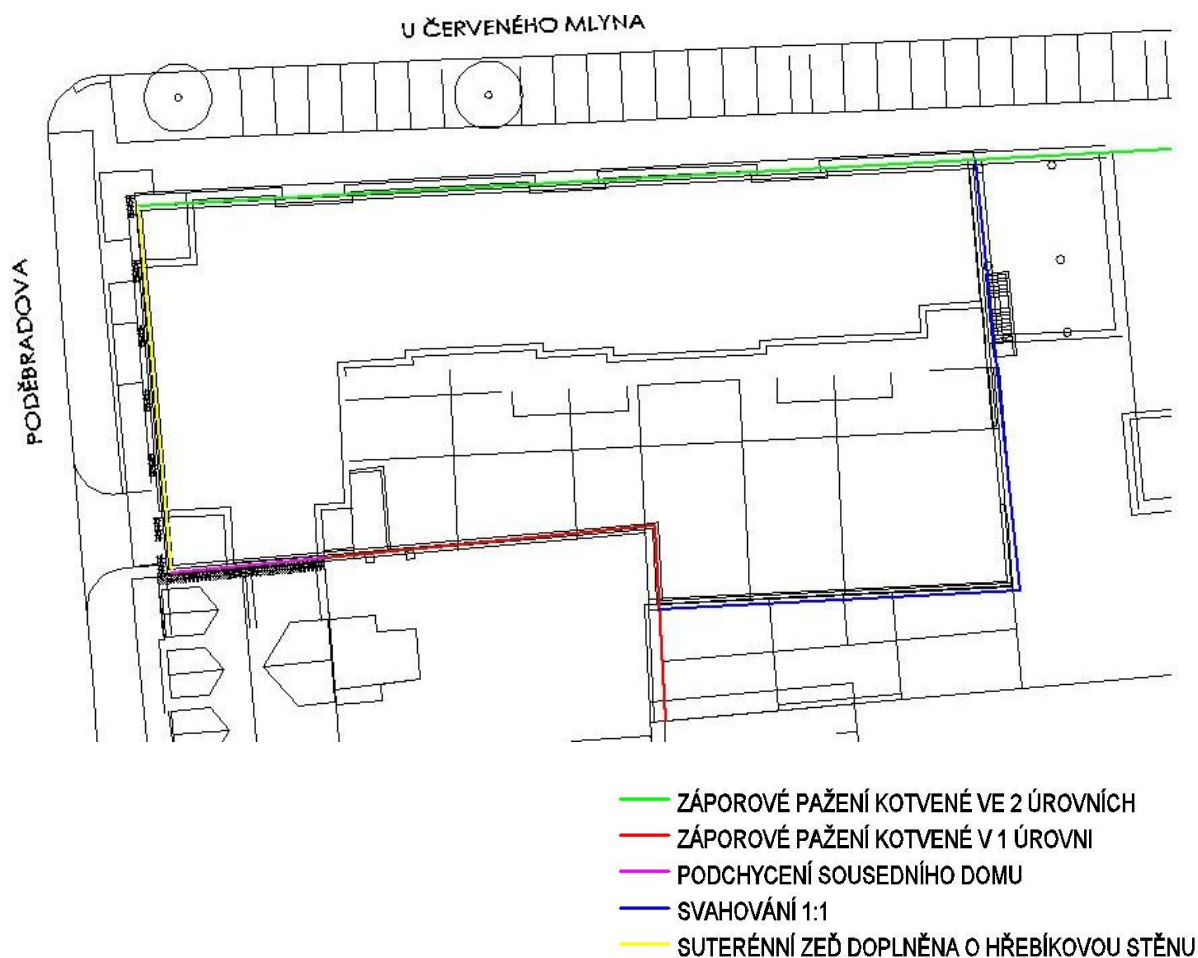 U ČERVENÉHO MLÝNA
PODĚBRADOVA
ZÁPOROVÉ PAŽENÍ KOTVENÉ VE 2 ÚROVNÍCH
ZÁPOROVÉ PAŽENÍ KOTVENÉ V 1 ÚROVNI
PODCHYCENÍ SOUSEDNÍHO DOMU
SVAHOVÁNÍ 1:1
SUTERÉNNÍ ZEĎ DOPLNĚNA O HŘEBÍKOVOU STĚNU